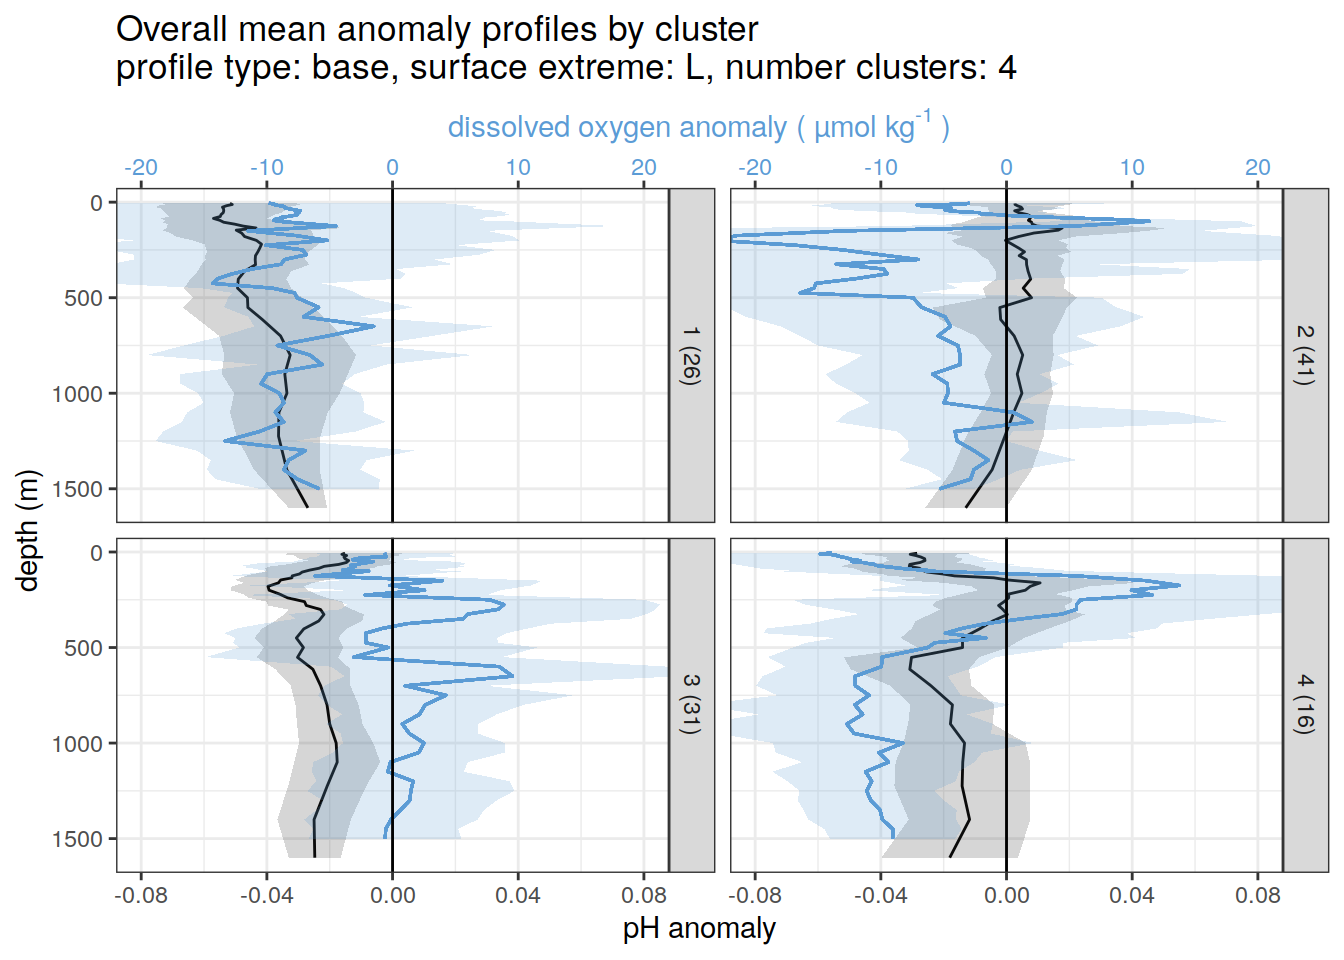 Overall mean anomaly profiles by cluster
profile type: base, surface extreme: L, number clusters: 4
dissolved oxygen anomaly ( µmol kg-1 )
-20 -10 0 10 20 -20 -10 0 10 20
0
500
1000
1500
1 (26)
2 (41)
depth (m)
0
500
1000
1500
3 (31)
4 (16)
-0.08 -0.04 0.00 0.04 0.08 -0.08 -0.04 0.00 0.04 0.08
pH anomaly